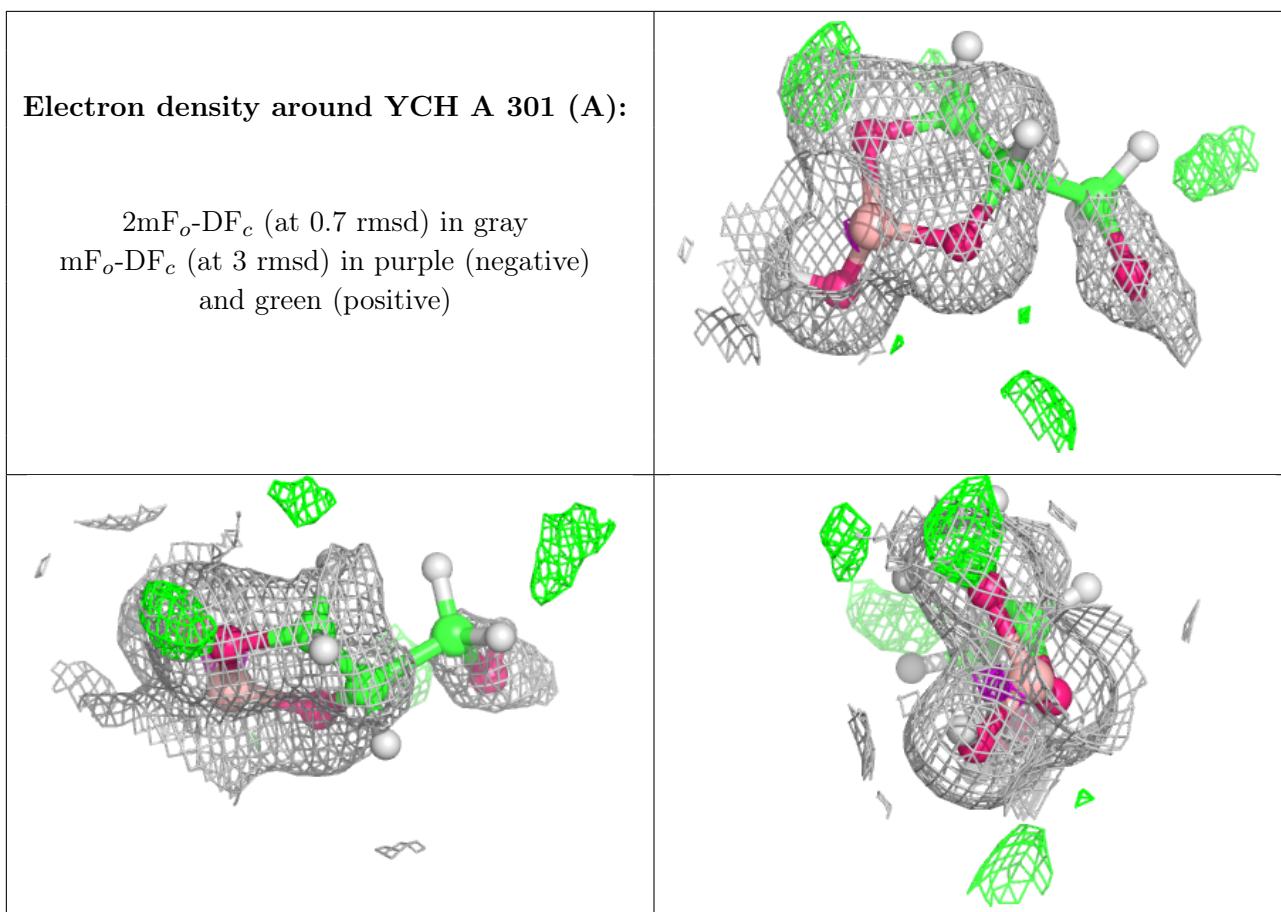 Electron density around YCH A 301 (A):
2mFo-DFc (at 0.7 rmsd) in gray
mFo-DFc (at 3 rmsd) in purple (negative)
and green (positive)